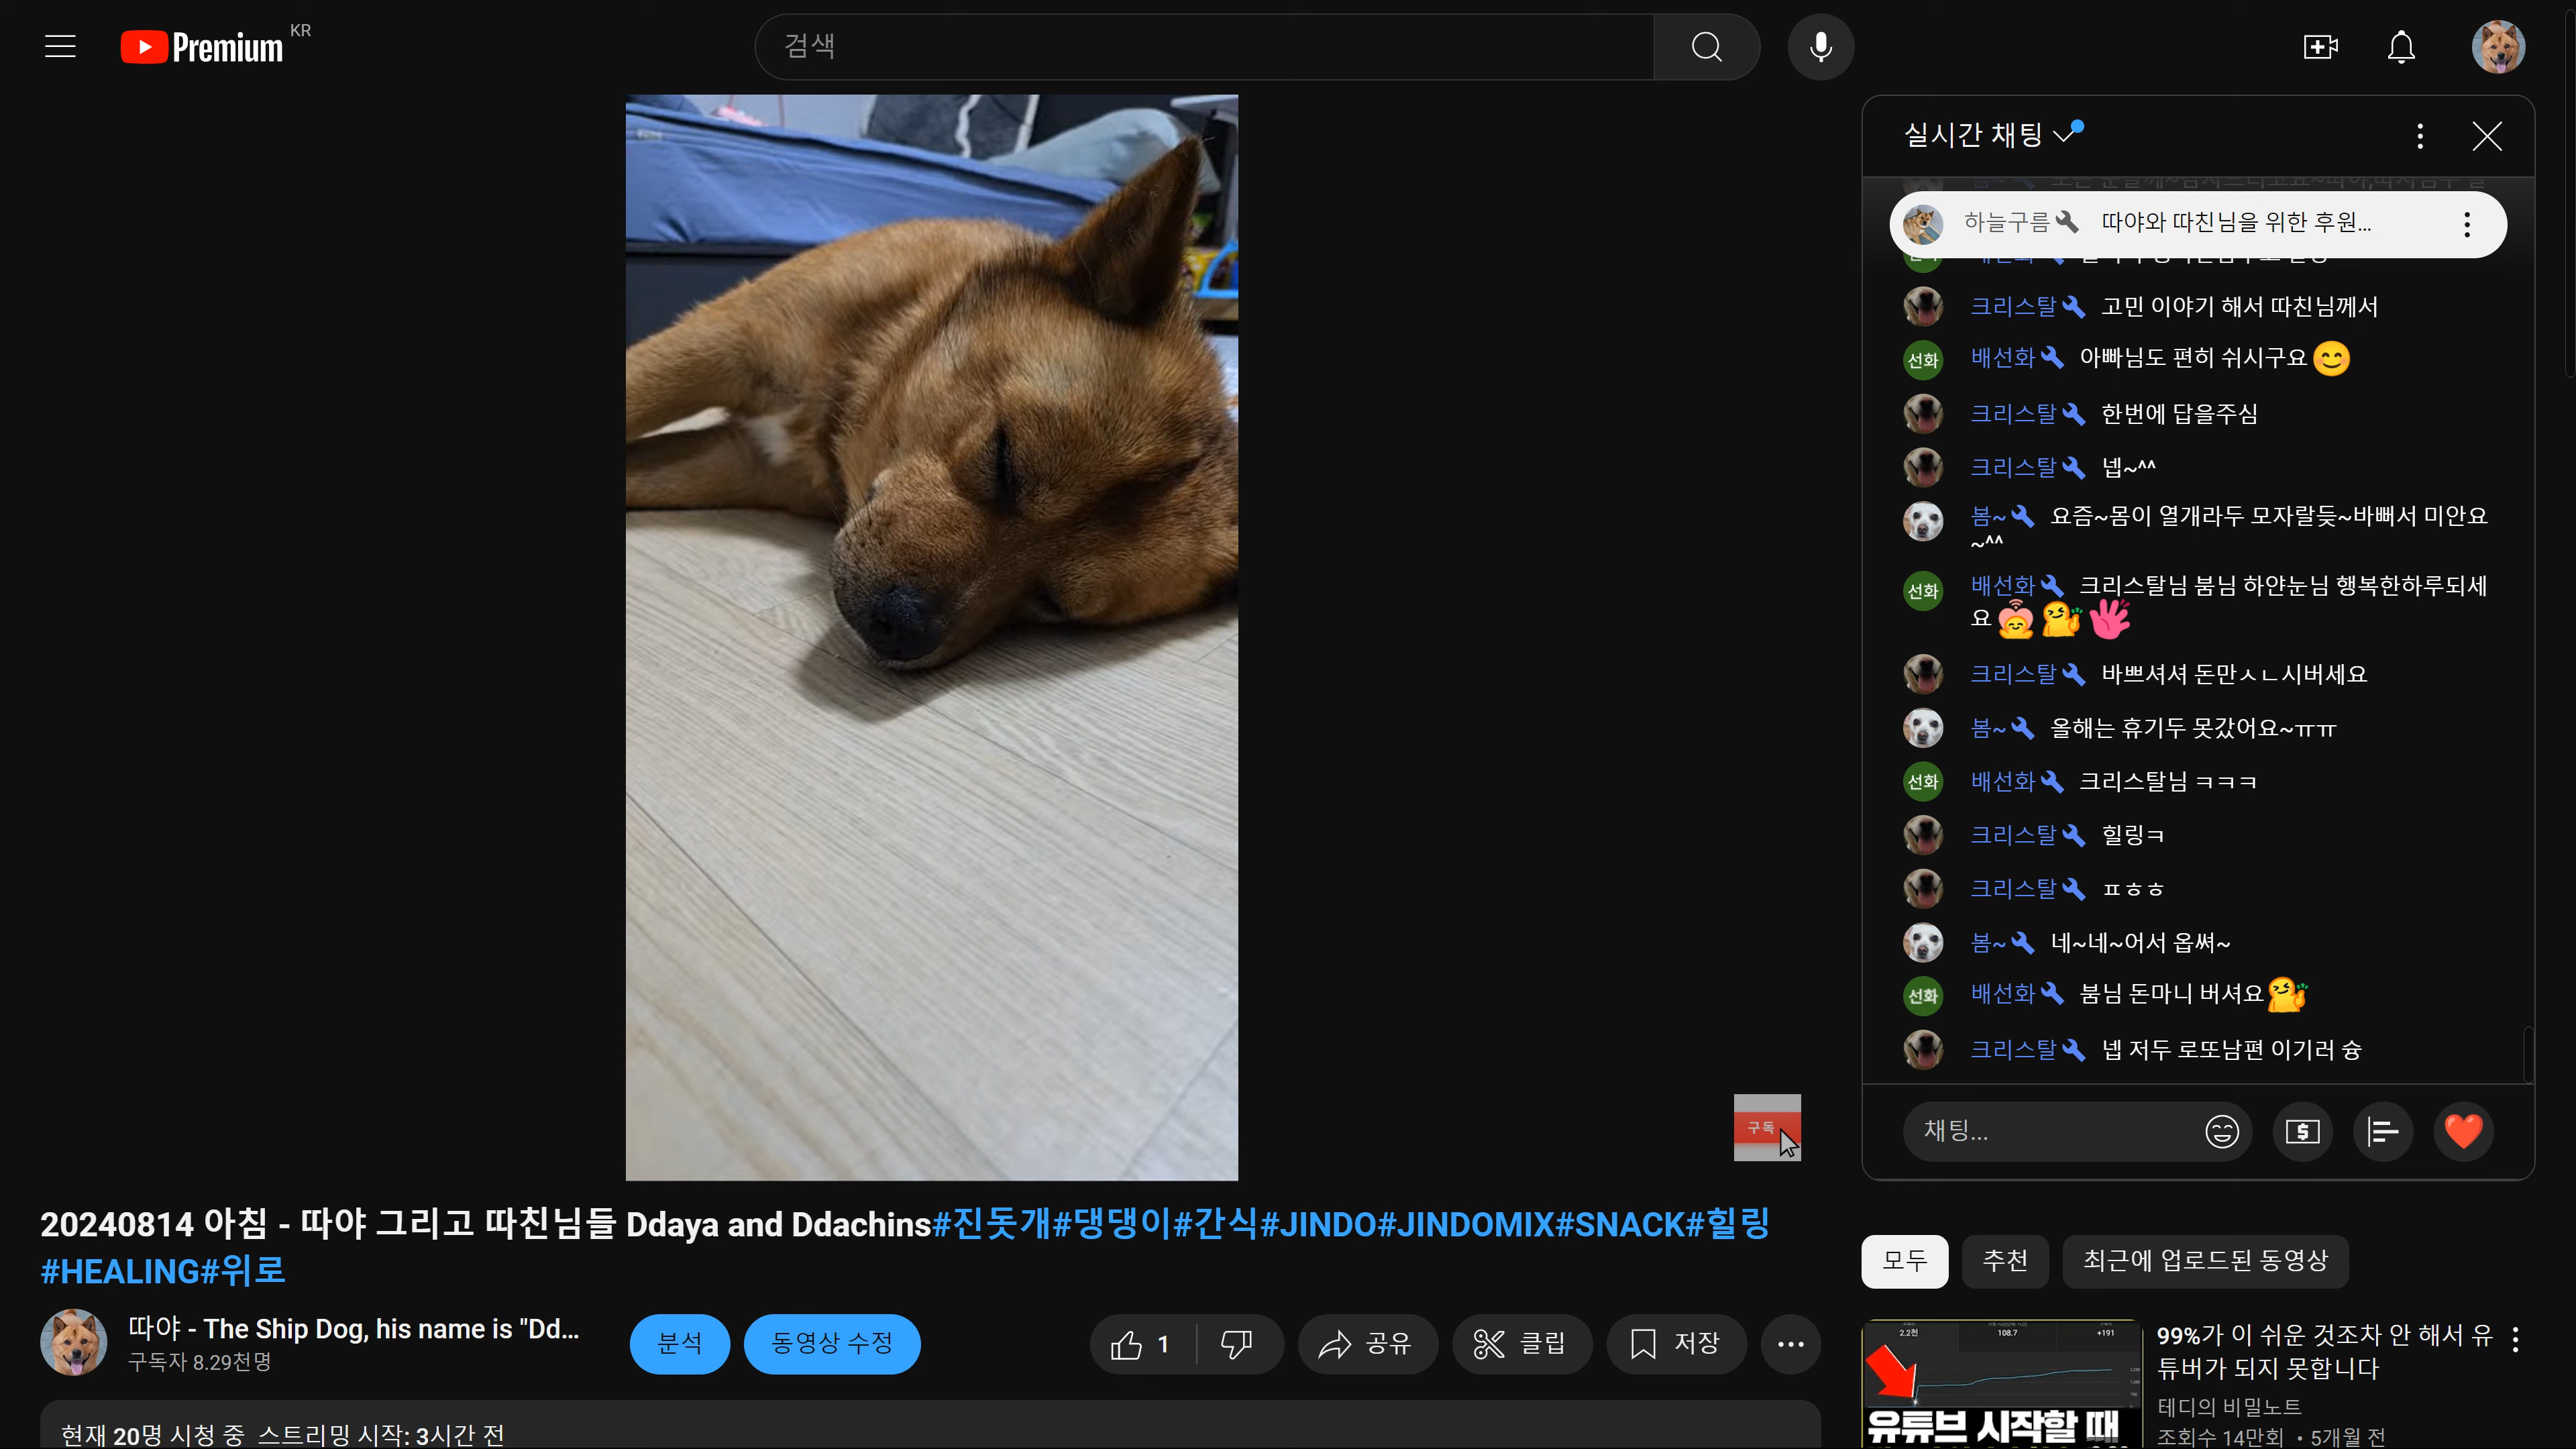 Premium KR
검색
실시간 채팅
하늘구름 따야와 따친님을 위한 후원...
크리스탈 고민 이야기 해서 따친님께서
선화 배선화 아빠님도 편히 쉬시구요
크리스탈 한번에 답을주심
크리스탈 넵~^^
봄~ 요즘~몸이 열개라두 모자랄듲~바뻐서 미안요
~^^
선화 배선화 크리스탈님 붐님 하얀눈님 행복한하루되세
요
크리스탈 바쁘셔셔 돈만ㅅㄴ시버세요
봄~ 올해는 휴기두 못갔어요~ㅠㅠ
선화 배선화 크리스탈님 ㅋㅋㅋ
크리스탈 힐링ㅋ
크리스탈 ㅍㅎㅎ
봄~ 네~네~어서 옵쎠~
선화 배선화 붐님 돈마니 버셔요
크리스탈 넵 저두 로또남편 이기러 슝
구독
채팅...
20240814 아침 - 따야 그리고 따친님들 Ddaya and Ddachins#진돗개#댕댕이#간식#JINDO#JINDOMIX#SNACK#힐링
#HEALING#위로
따야 - The Ship Dog, his name is "Dd...
구독자 8.29천명
분석
동영상 수정
1
공유
클립
저장
현재 20명 시청 중 스트리밍 시작: 3시간 전
모두
추천
최근에 업로드된 동영상
2.2천 108.7 +191
유튜브 시작할 때
99%가 이 쉬운 것조차 안 해서 유
튜버가 되지 못합니다
테디의 비밀노트
조회수 14만회 • 5개월 전